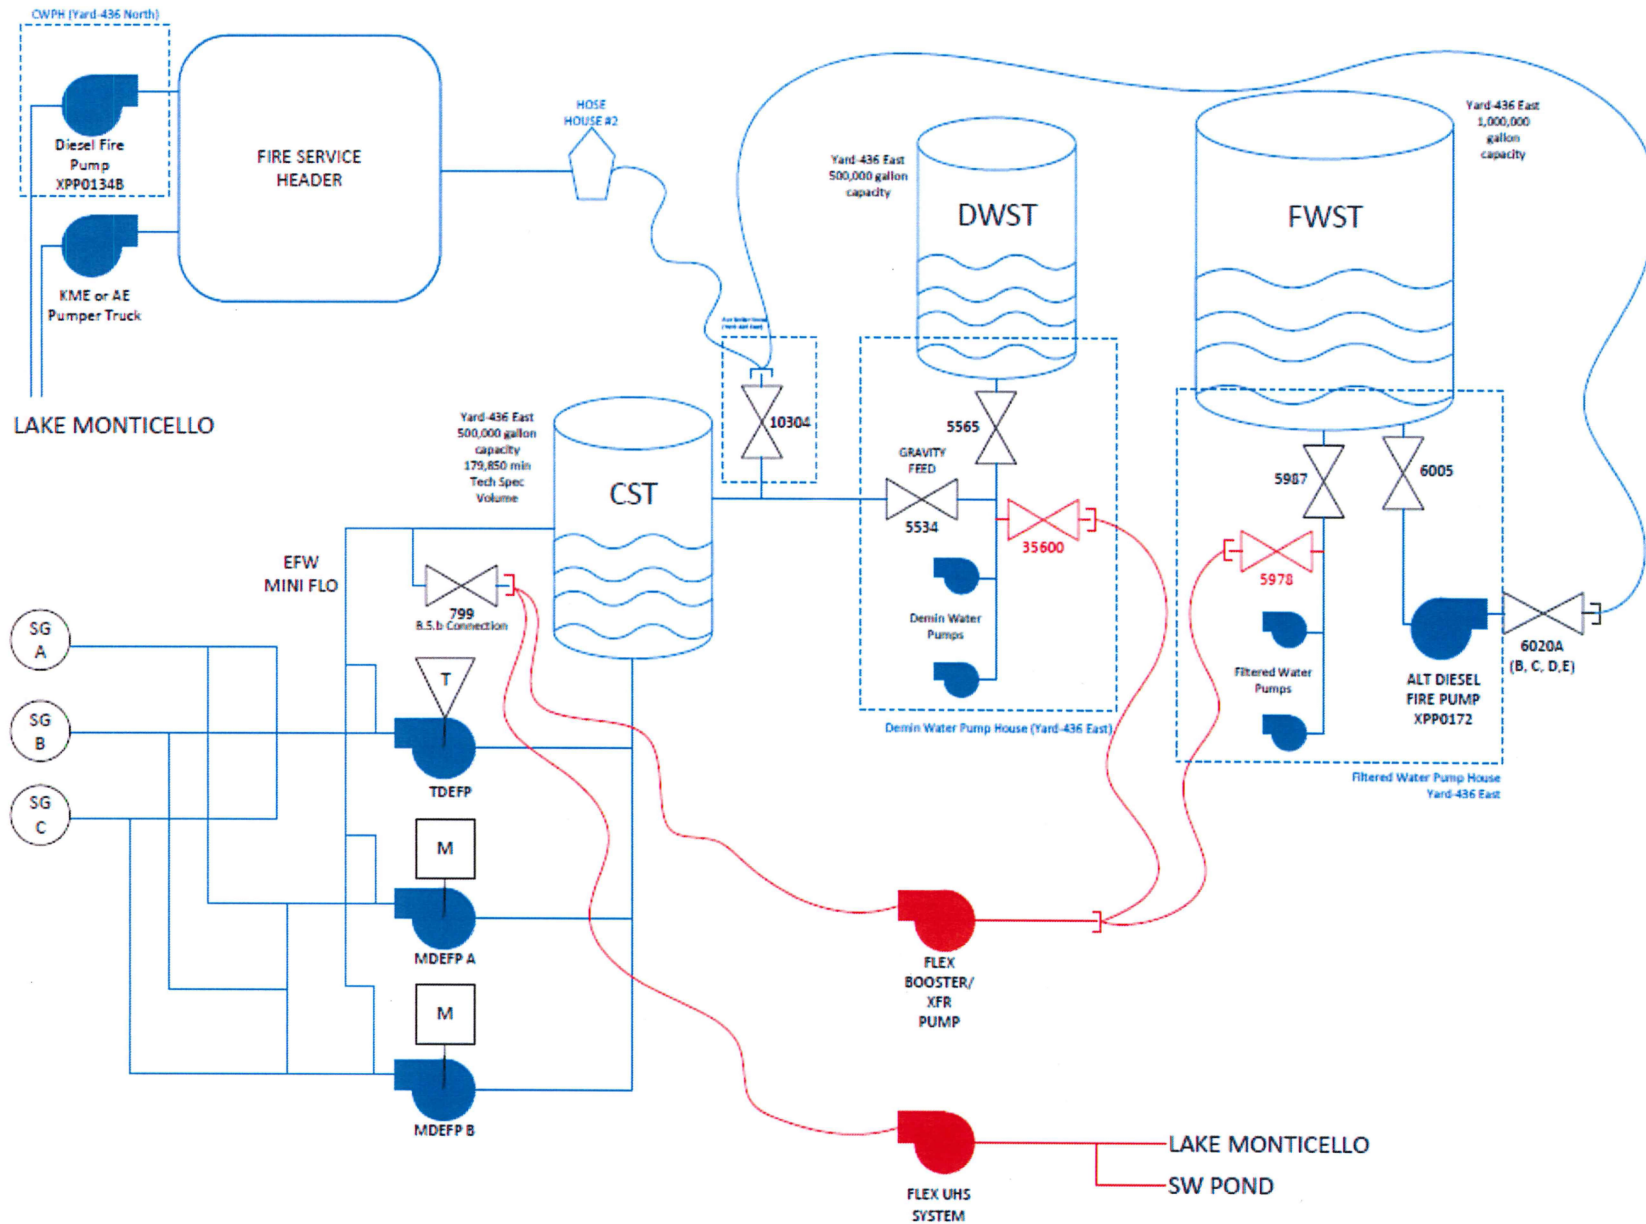 CWPH (Yard-436 North)
Diesel Fire
Pump
XPP0134B
KME or AE
Pumper Truck
LAKE MONTICELLO
FIRE SERVICE
HEADER
HOSE
HOUSE #2
10304
Yard-436 East
500,000 gallon
capacity
DWST
Yard-436 East
1,000,000
gallon
capacity
FWST
Yard-436 East
500,000 gallon
capacity
179,850 min
Tech Spec
Volume
CST
5565
GRAVITY
FEED
5534
35600
Demin Water
Pumps
Demin Water Pump House (Yard-436 East)
5987
6005
5978
Filtered Water
Pumps
ALT DIESEL
FIRE PUMP
XPP0172
6020A
(B, C, D,E)
Filtered Water Pump House
Yard-436 East
EFW
MINI FLO
799
B.5.b Connection
SG
A
SG
B
SG
C
T
TDEFP
M
MDEFP A
M
MDEFP B
FLEX
BOOSTER/
XFR
PUMP
FLEX UHS
SYSTEM
LAKE MONTICELLO
SW POND